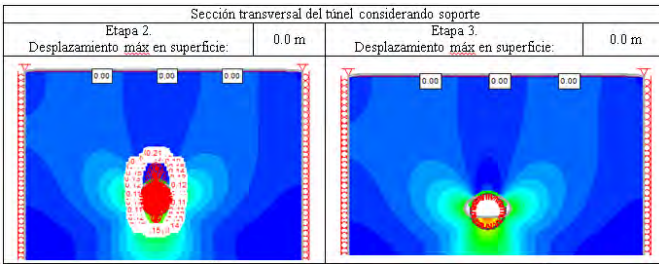 Sección transversal del túnel considerando soporte
Etapa 2.
Desplazamiento máx en superficie:
0.0 m
Etapa 3.
Desplazamiento máx en superficie:
0.0 m
0.00 0.00 0.00
0.00 0.00 0.00